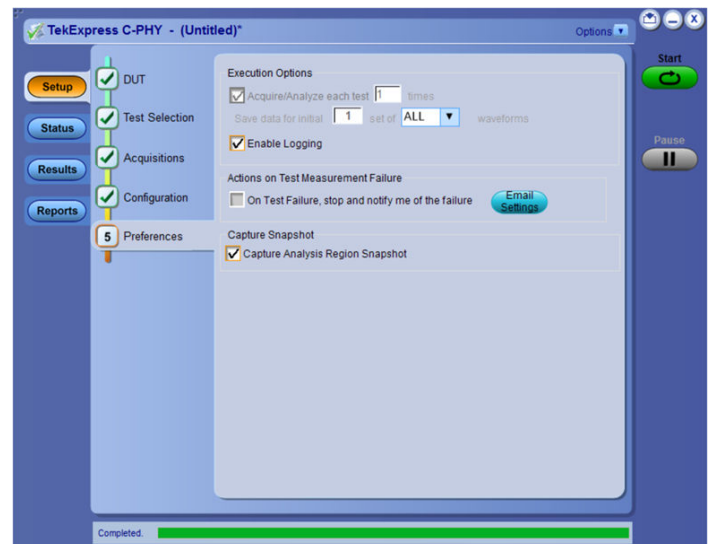 TekExpress C-PHY - (Untitled)*
Options
Start
Pause
Setup
Status
Results
Reports
DUT
Test Selection
Acquisitions
Configuration
5 Preferences
Execution Options
Acquire/Analyze each test 1 times
Save data for initial 1 set of ALL waveforms
Enable Logging
Actions on Test Measurement Failure
On Test Failure, stop and notify me of the failure
Email
Settings
Capture Snapshot
Capture Analysis Region Snapshot
Completed.